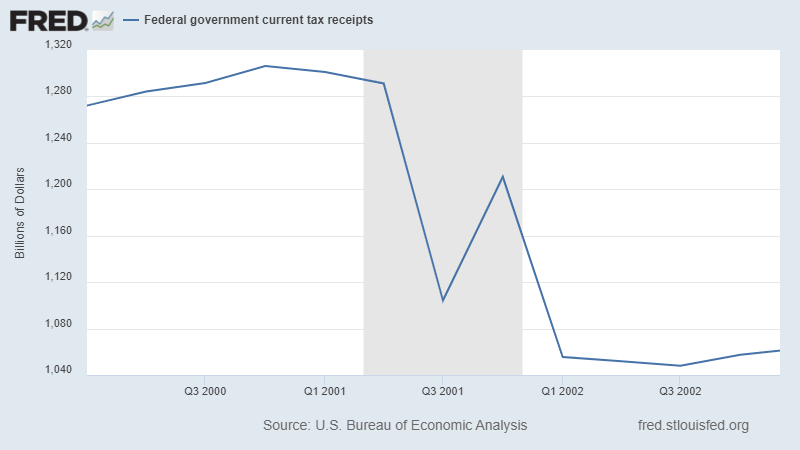 FRED
Federal government current tax receipts
1,320
1,280
1,240
1,200
1,160
1,120
1,080
1,040
Billions of Dollars
Q3 2000 Q1 2001 Q3 2001 Q1 2002 Q3 2002
Source: U.S. Bureau of Economic Analysis fred.stlouisfed.org